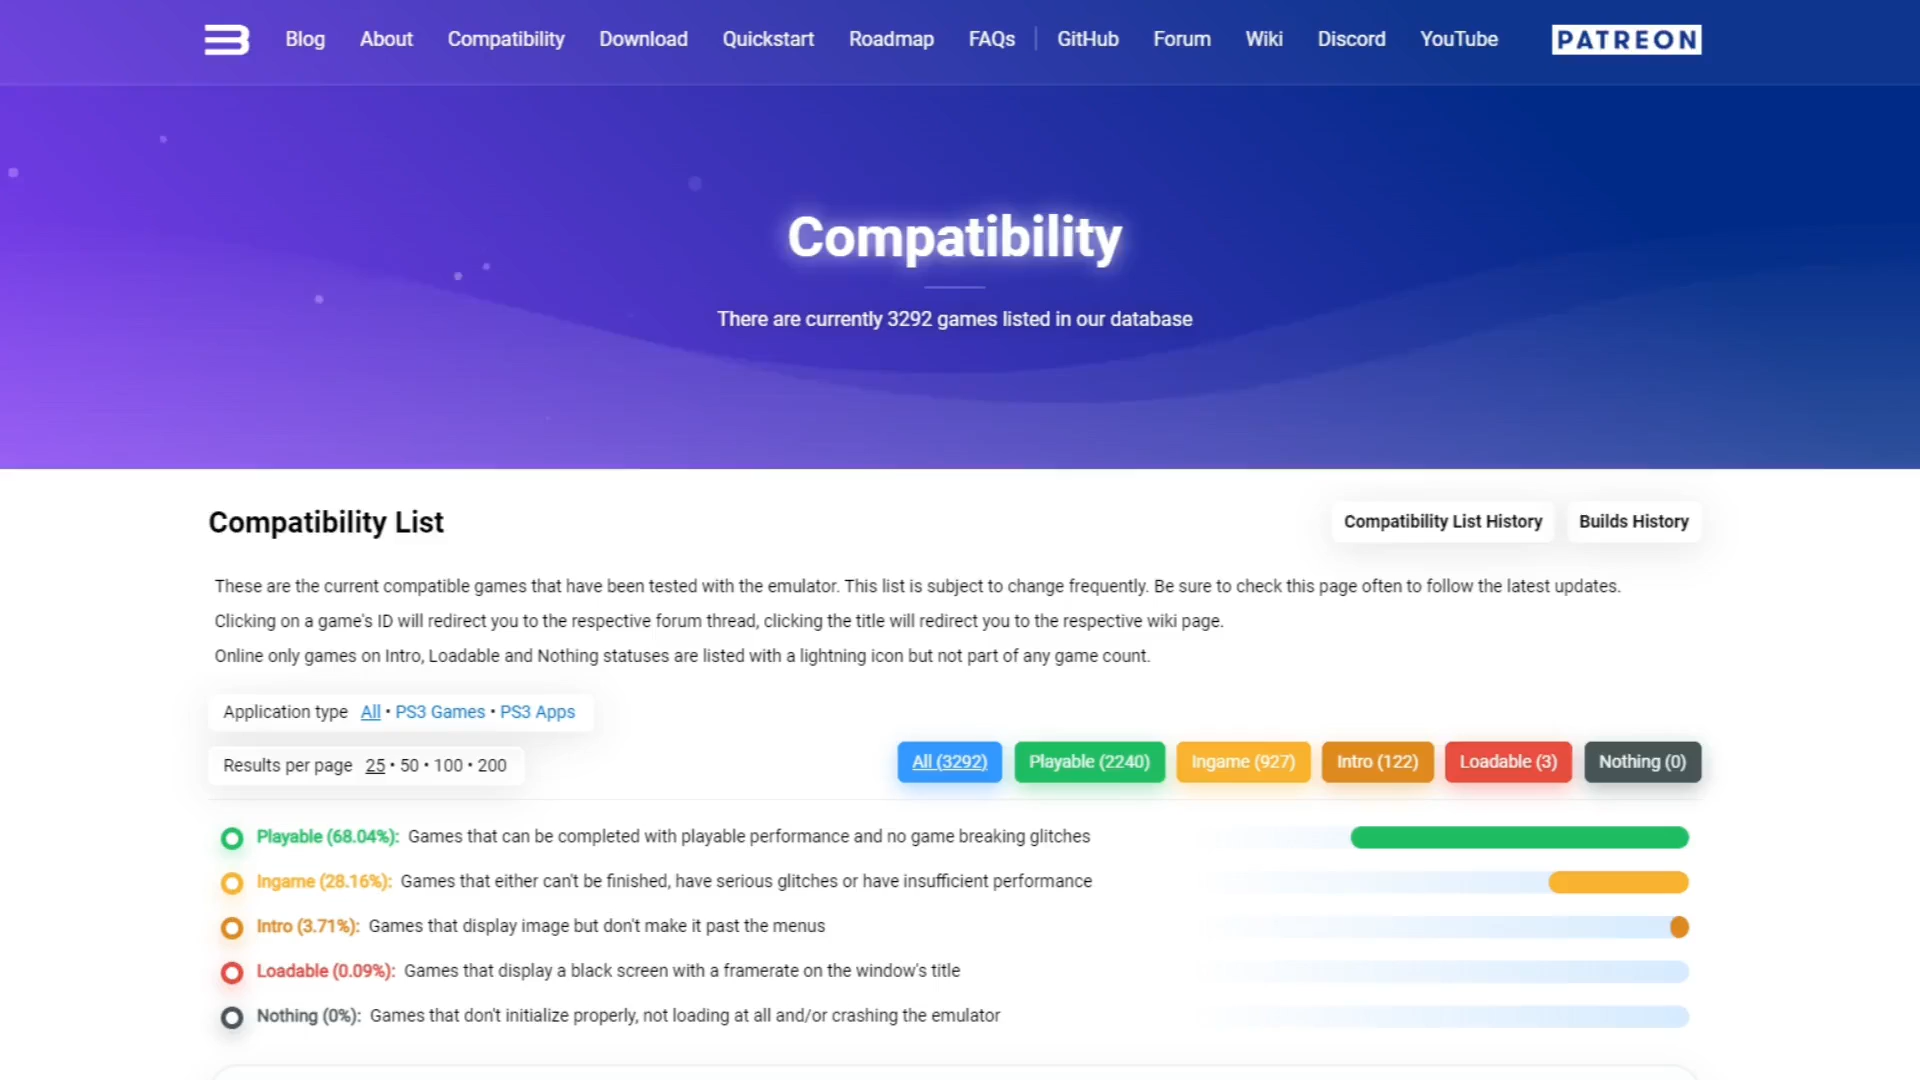 Blog About Compatibility Download Quickstart Roadmap FAQs GitHub Forum Wiki Discord YouTube PATREON
Compatibility
There are currently 3292 games listed in our database
Compatibility List
Compatibility List History Builds History
These are the current compatible games that have been tested with the emulator. This list is subject to change frequently. Be sure to check this page often to follow the latest updates.
Clicking on a game's ID will redirect you to the respective forum thread, clicking the title will redirect you to the respective wiki page.
Online only games on Intro, Loadable and Nothing statuses are listed with a lightning icon but not part of any game count.
Application type All • PS3 Games • PS3 Apps
Results per page 25 • 50 • 100 • 200
All (3292) Playable (2240) Ingame (927) Intro (122) Loadable (3) Nothing (0)
Playable (68.04%): Games that can be completed with playable performance and no game breaking glitches
Ingame (28.16%): Games that either can't be finished, have serious glitches or have insufficient performance
Intro (3.71%): Games that display image but don't make it past the menus
Loadable (0.09%): Games that display a black screen with a framerate on the window's title
Nothing (0%): Games that don't initialize properly, not loading at all and/or crashing the emulator